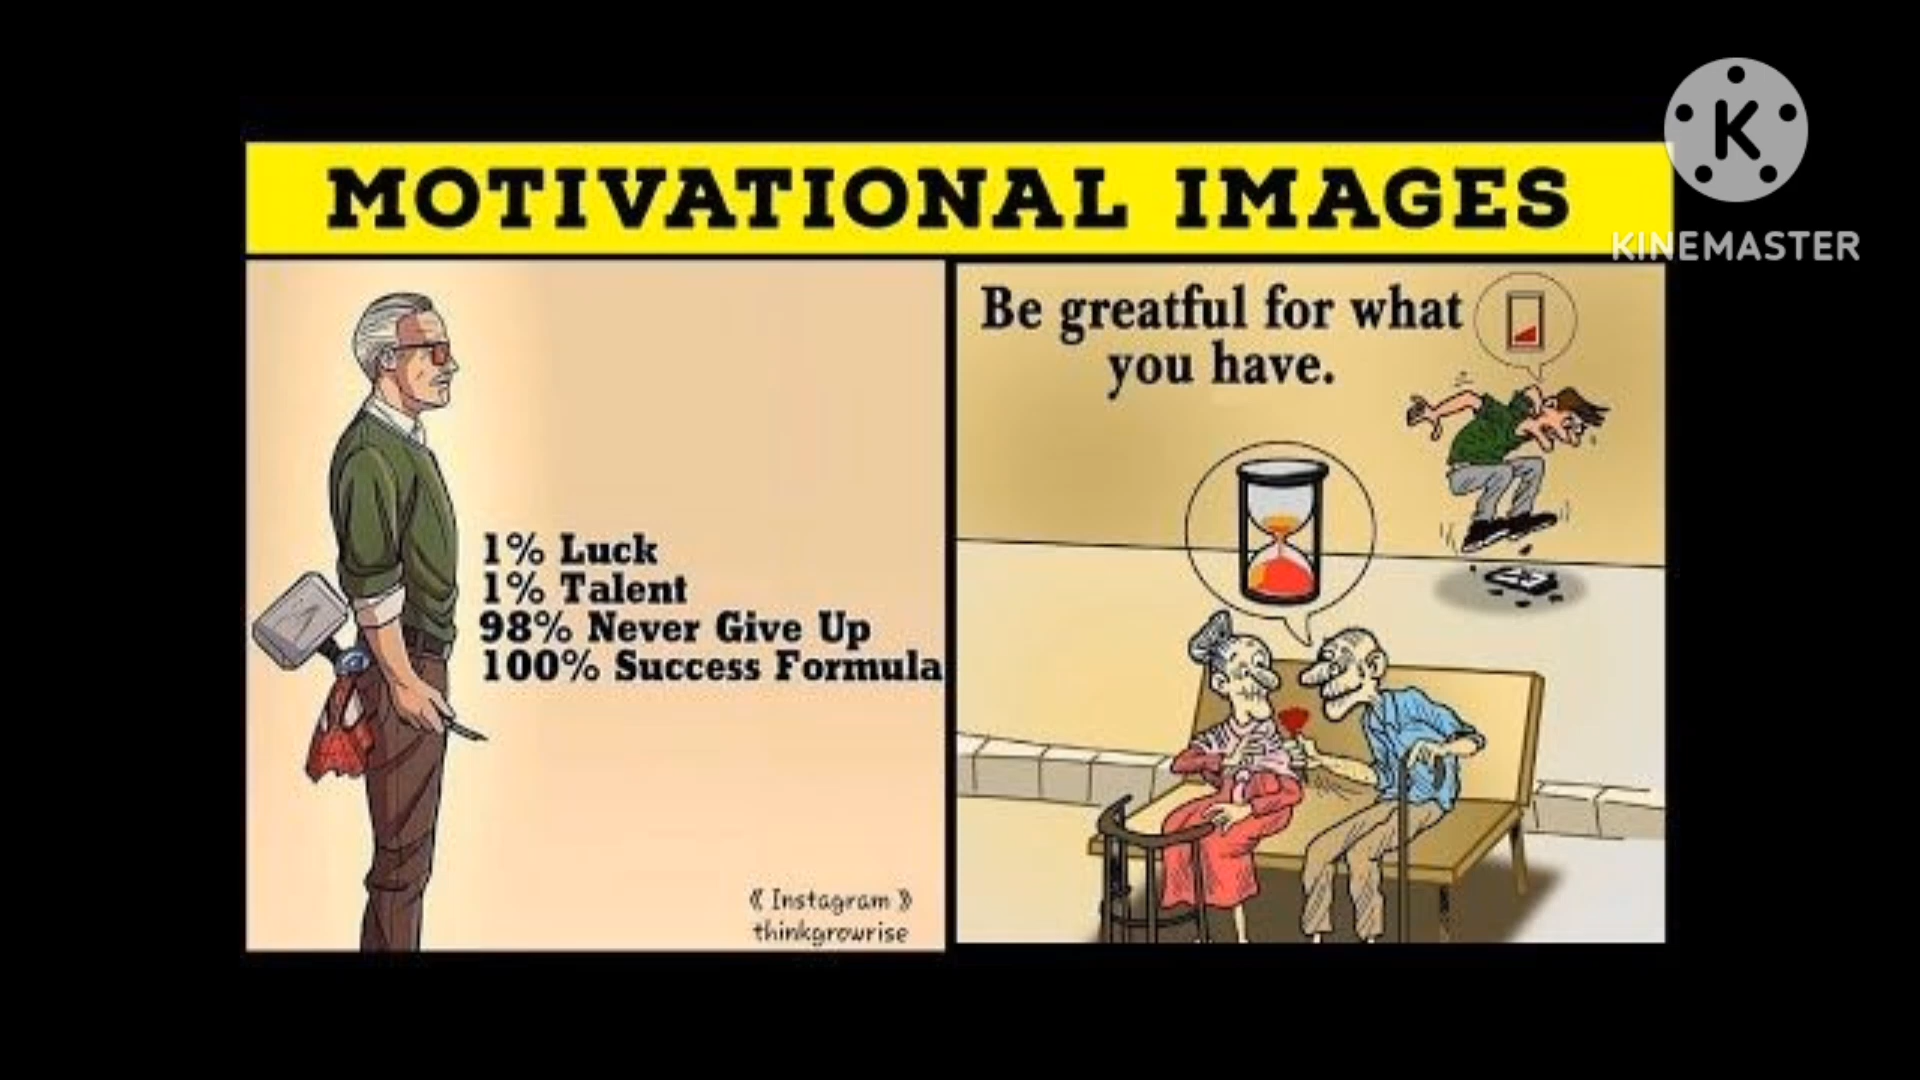 MOTIVATIONAL IMAGES
K
KINEMASTER
1% Luck
1% Talent
98% Never Give Up
100% Success Formula
《 Instagram 》
thinkgrowrise
Be greatful for what
you have.